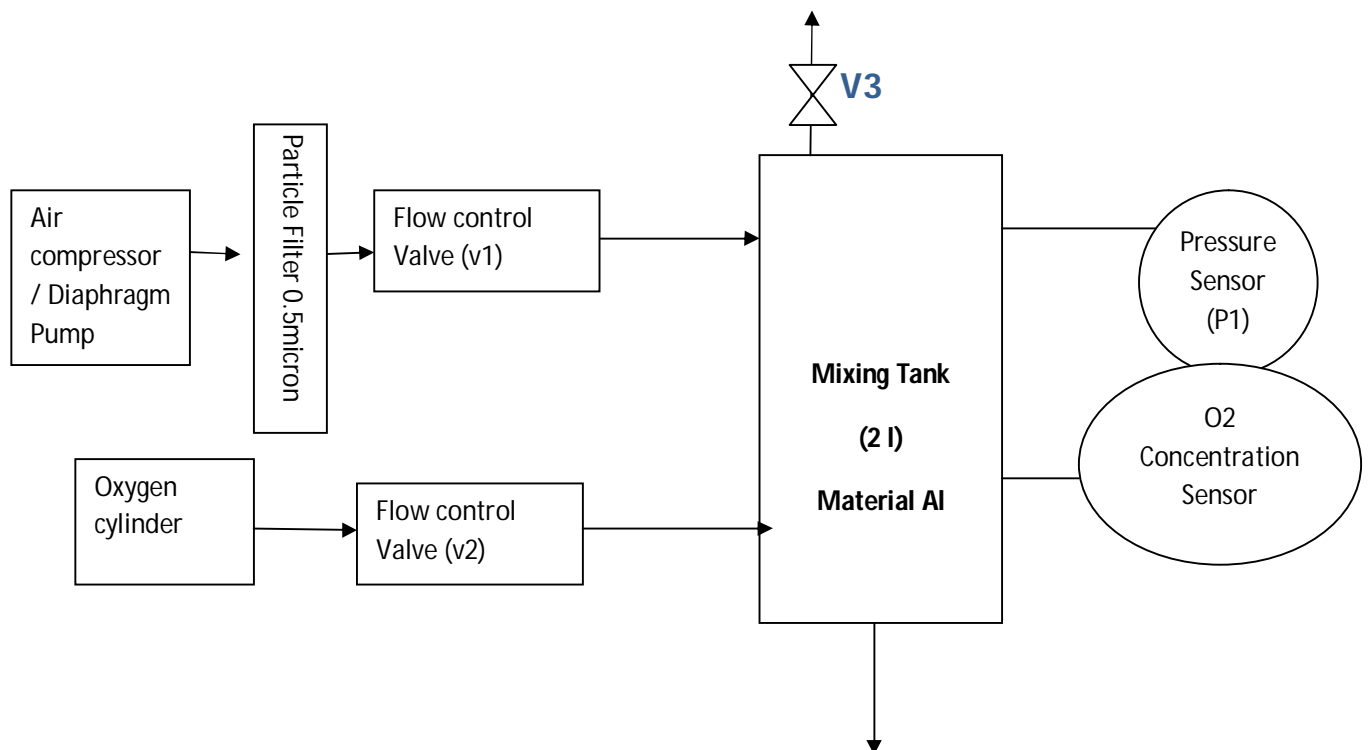 V3
Air
compressor
/ Diaphragm
Pump
Particle Filter 0.5micron
Flow control
Valve (v1)
Pressure
Sensor
(P1)
Mixing Tank
(2 l)
Material Al
O2
Concentration
Sensor
Oxygen
cylinder
Flow control
Valve (v2)